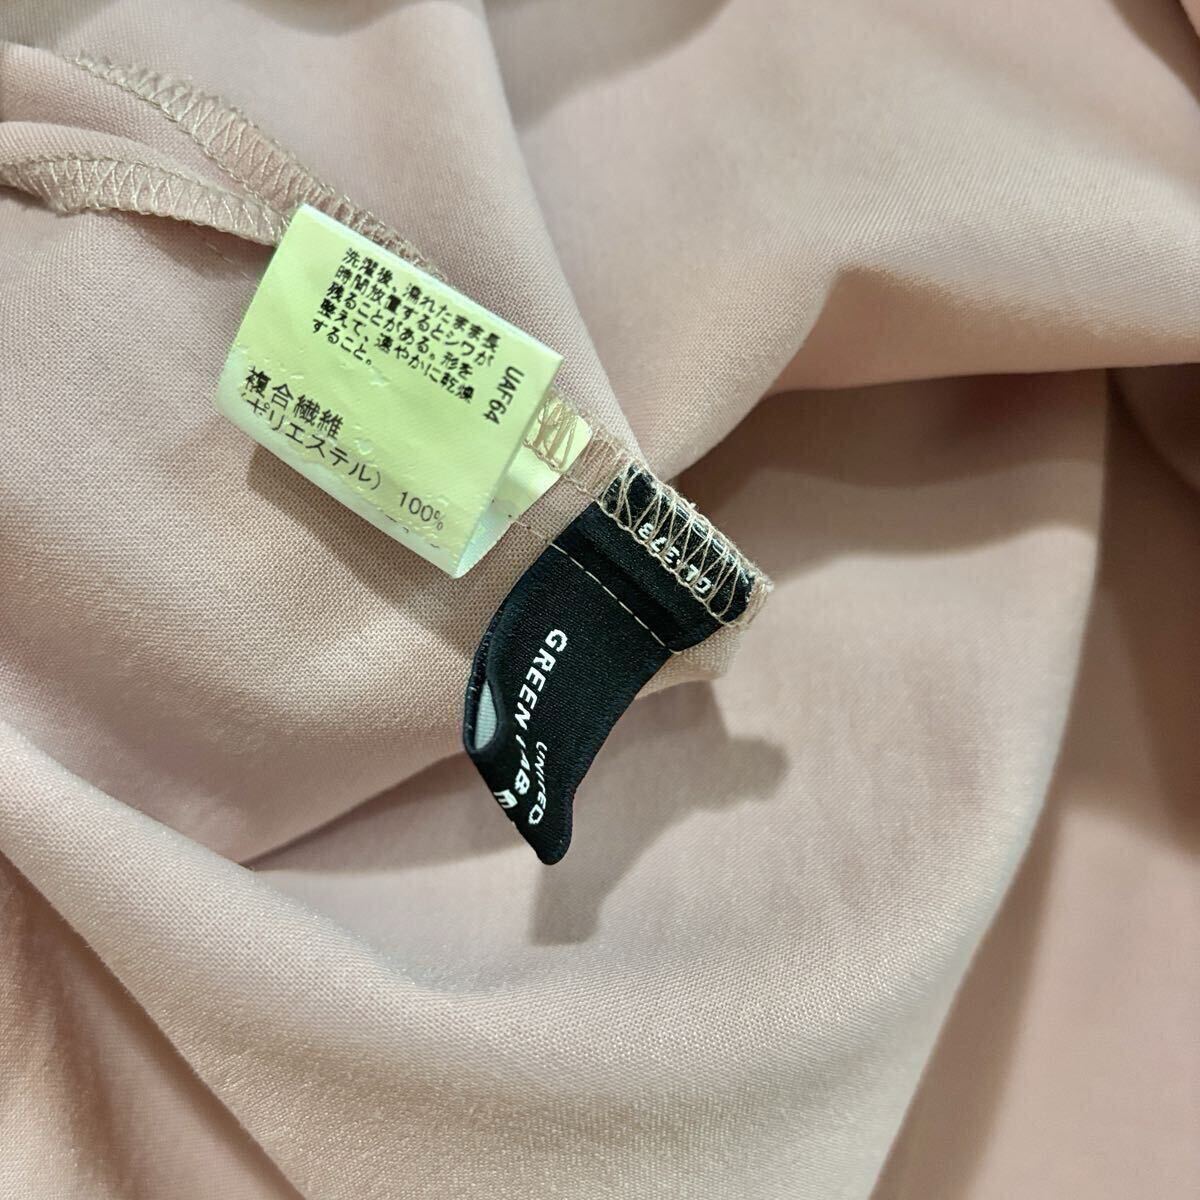 洗濯後、濡れたまま長
時間放置するとシワが
残ることがある。形を
整えて、速やかに乾燥
すること。
UAF64
複合繊維
(ポリエステル) 100%
GL373
GREEN LABE
UNITED